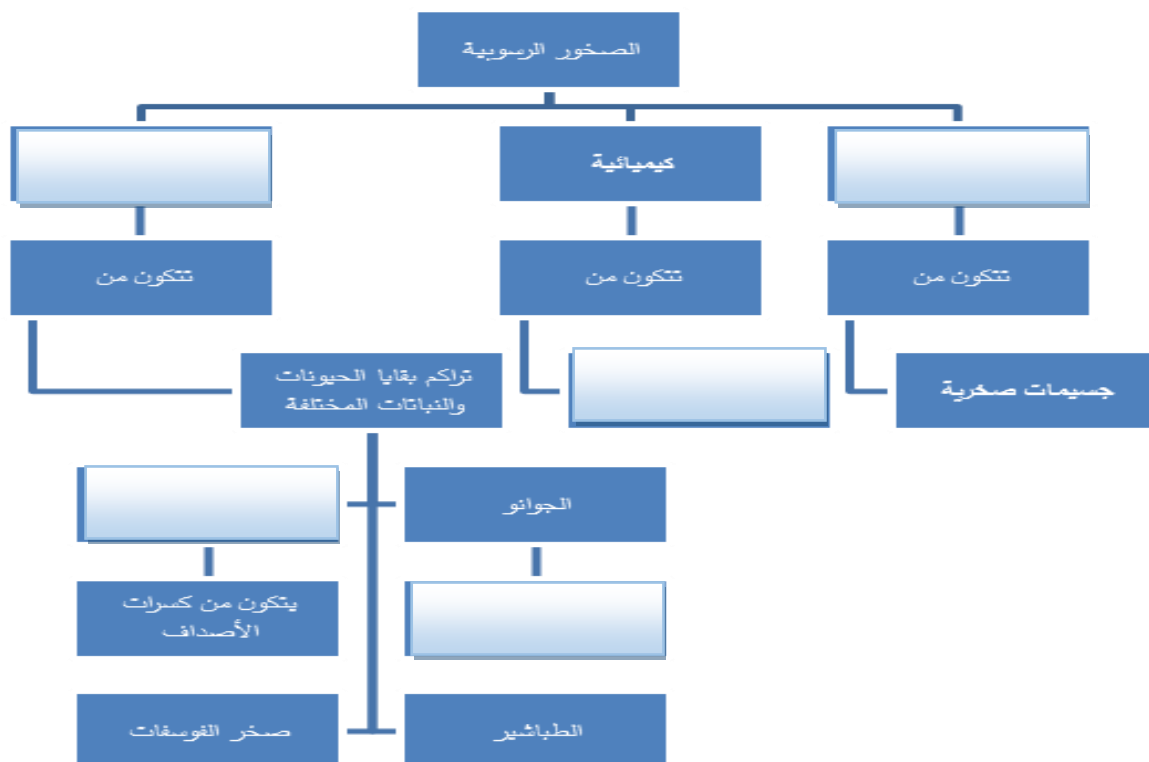 الصخور الرسوبية
كيميائية
تتكون من
تتكون من
تتكون من
جسيمات صخرية
تراكم بقايا الحيونات
والنباتات المختلفة
الجوانو
يتكون من كسرات
الأصداف
الطباشير
صخر الفوسفات